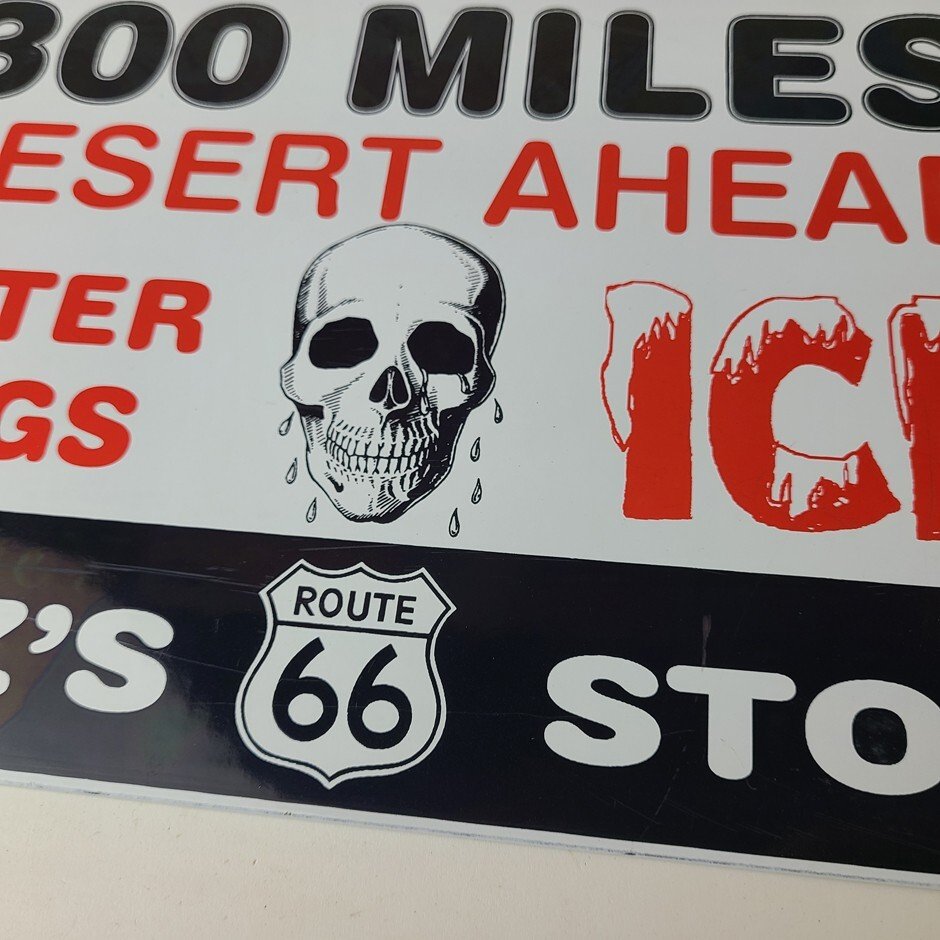 300 MILES
ESERT AHEA
TER
GS
ICE
'S
ROUTE
66
STO